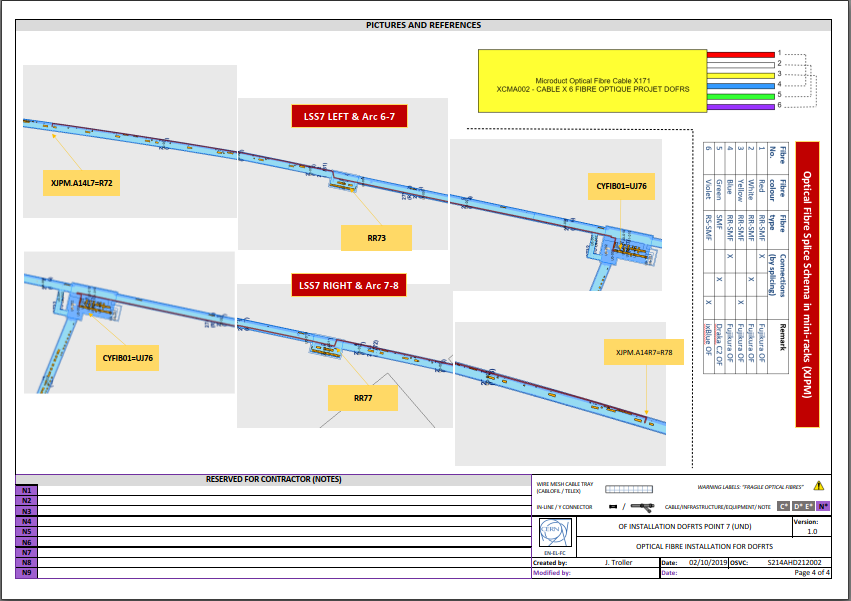 PICTURES AND REFERENCES
LSS7 LEFT & Arc 6-7
XJPM.A14L7=R72
RR73
CYFIB01=UJ76
LSS7 RIGHT & Arc 7-8
CYFIB01=UJ76
RR77
XJPM.A14R7=R78
Microduct Optical Fibre Cable X171
XCMA002 - CABLE X 6 FIBRE OPTIQUE PROJET DOFRS
1
2
3
4
5
6
Optical Fibre Splice Schema in mini-racks (XJPM)
Fibre No. Fibre colour Fibre type Connections (by splicing) Remark
1 Red RR-SMF X Fujikura OF
2 White RR-SMF X Fujikura OF
3 Yellow RR-SMF X Fujikura OF
4 Blue RR-SMF X Fujikura OF
5 Green SMF X Draka C2 OF
6 Violet RS-SMF X ixBlue OF
RESERVED FOR CONTRACTOR (NOTES)
N1
N2
N3
N4
N5
N6
N7
N8
N9
WIRE MESH CABLE TRAY
(CABLOFIL / TELEX)
WARNING LABELS: "FRAGILE OPTICAL FIBRES"
IN-LINE / Y CONNECTOR /
CABLE/INFRASTRUCTURE/EQUIPMENT/ NOTE C* D* E* N*
CERN
EN-EL-FC
OF INSTALLATION DOFRTS POINT 7 (UND)
Version:
1.0
OPTICAL FIBRE INSTALLATION FOR DOFRTS
Created by: J. Troller Date: 02/10/2019 OSVC: S214AHD212002
Modified by: Date: Page 4 of 4